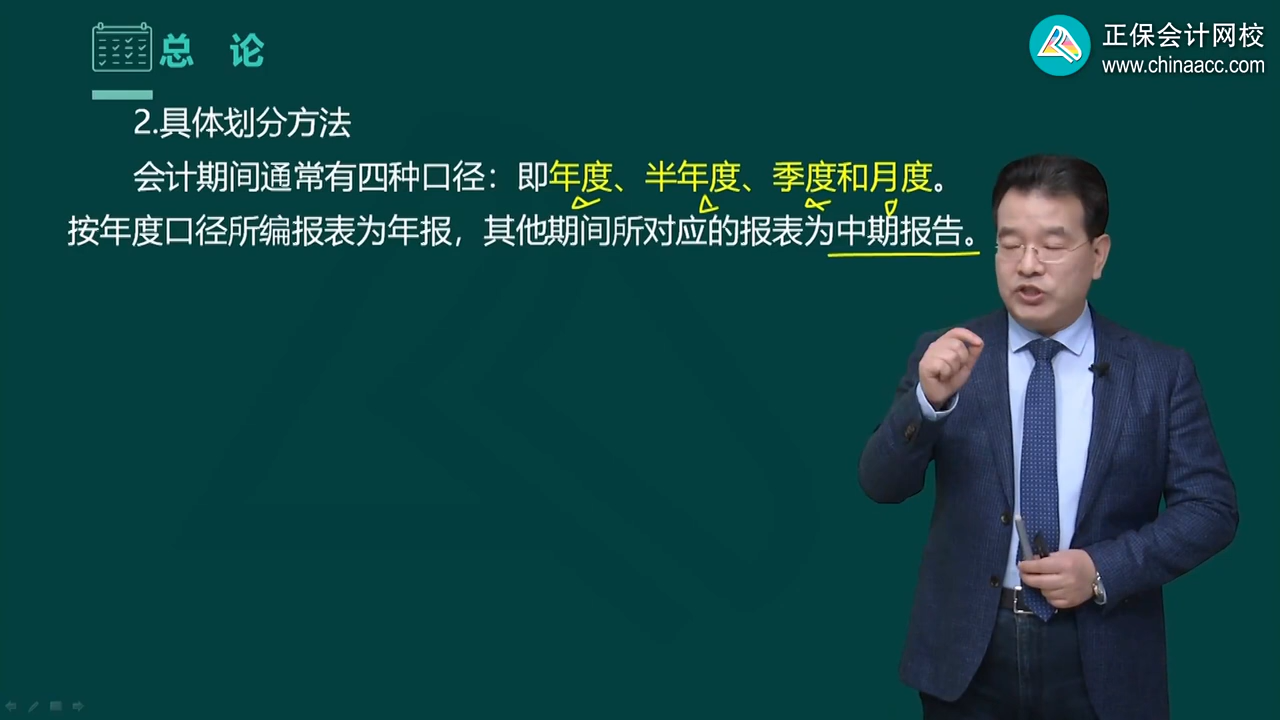 总 论
正保会计网校
www.chinaacc.com
2.具体划分方法
会计期间通常有四种口径：即年度、半年度、季度和月度。
按年度口径所编报表为年报，其他期间所对应的报表为中期报告。